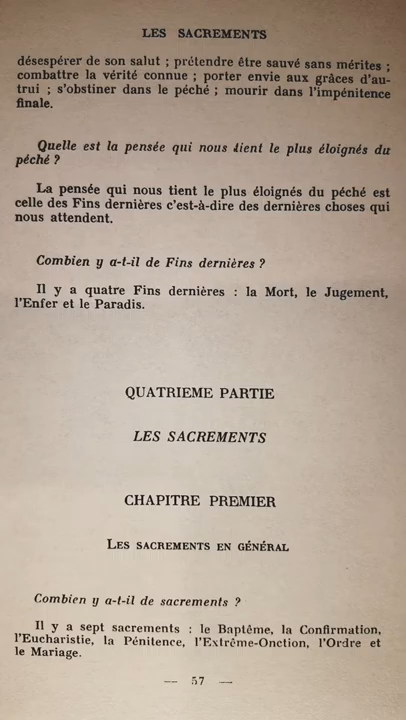 LES SACREMENTS
désespérer de son salut ; prétendre être sauvé sans mérites ;
combattre la vérité connue ; porter envie aux grâces d'au-
trui ; s'obstiner dans le péché ; mourir dans l'impénitence
finale.
Quelle est la pensée qui nous tient le plus éloignés du
péché ?
La pensée qui nous tient le plus éloignés du péché est
celle des Fins dernières c'est-à-dire des dernières choses qui
nous attendent.
Combien y a-t-il de Fins dernières ?
Il y a quatre Fins dernières : la Mort, le Jugement,
l'Enfer et le Paradis.
QUATRIEME PARTIE
LES SACREMENTS
CHAPITRE PREMIER
LES SACREMENTS EN GÉNÉRAL
Combien y a-t-il de sacrements ?
Il y a sept sacrements : le Baptême, la Confirmation,
l'Eucharistie, la Pénitence, l'Extrême-Onction, l'Ordre et
le Mariage.
— 57 —